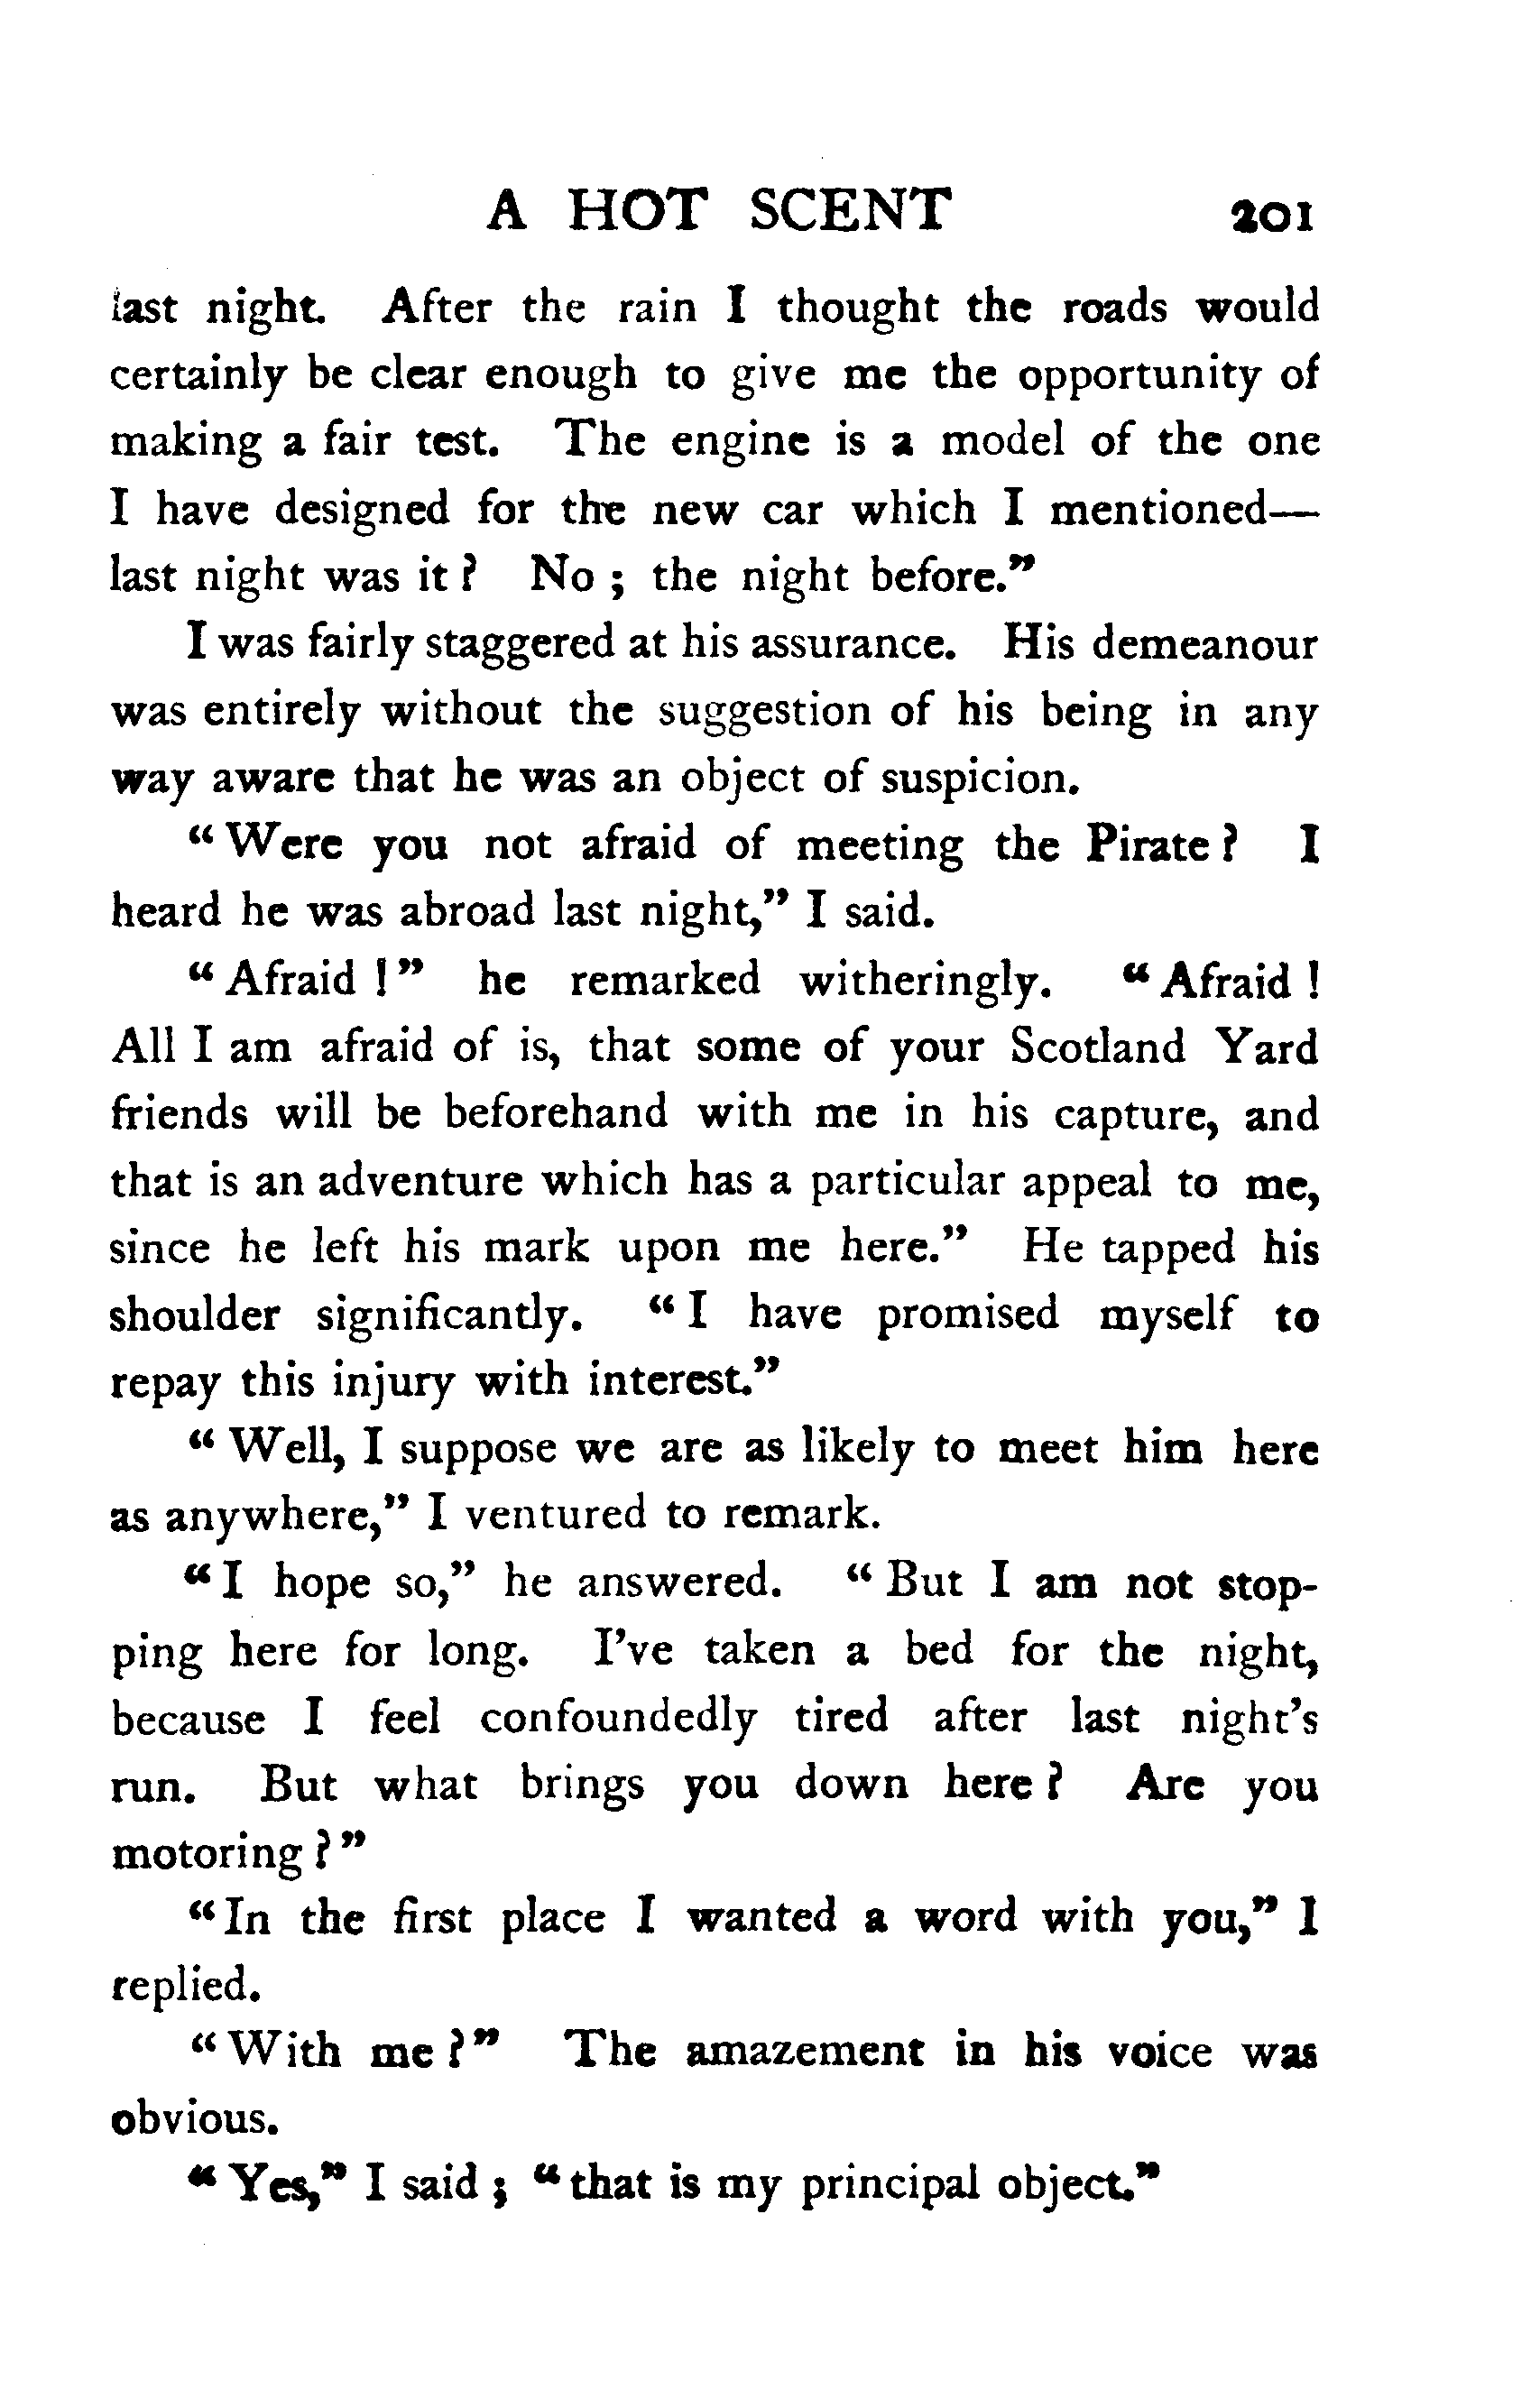 A HOT SCENT 201
last night. After the rain I thought the roads would
certainly be clear enough to give me the opportunity of
making a fair test. The engine is a model of the one
I have designed for the new car which I mentioned—
last night was it ? No ; the night before.”
I was fairly staggered at his assurance. His demeanour
was entirely without the suggestion of his being in any
way aware that he was an object of suspicion.
“ Were you not afraid of meeting the Pirate ? I
heard he was abroad last night,” I said.
“ Afraid ! ” he remarked witheringly. “ Afraid !
All I am afraid of is, that some of your Scotland Yard
friends will be beforehand with me in his capture, and
that is an adventure which has a particular appeal to me,
since he left his mark upon me here.” He tapped his
shoulder significantly. “ I have promised myself to
repay this injury with interest.”
“ Well, I suppose we are as likely to meet him here
as anywhere,” I ventured to remark.
“ I hope so,” he answered. “ But I am not stop-
ping here for long. I’ve taken a bed for the night,
because I feel confoundedly tired after last night’s
run. But what brings you down here ? Are you
motoring ? ”
“ In the first place I wanted a word with you,” I
replied.
“ With me ? ” The amazement in his voice was
obvious.
“ Yes,” I said ; “ that is my principal object.”